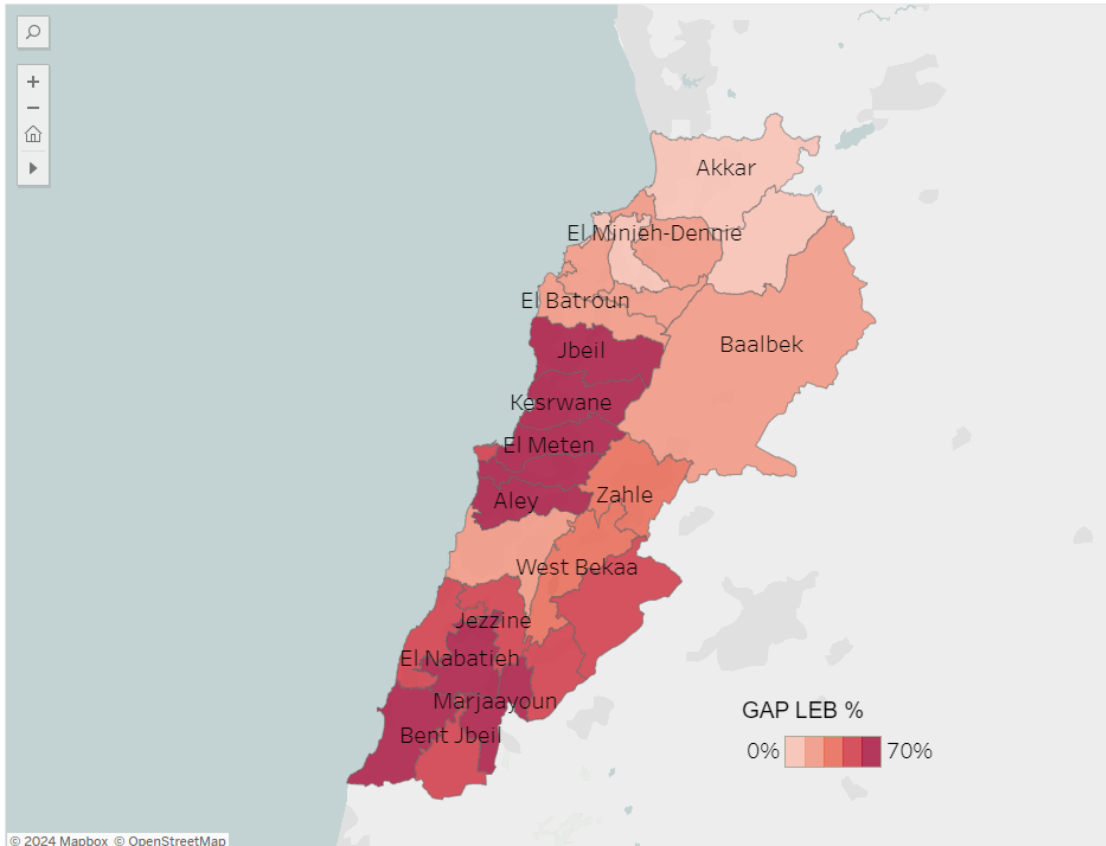 Akkar
El Minieh-Dennie
El Batroun
Baalbek
Jbeil
Kesrwane
El Meten
Zahle
Aley
West Bekaa
Jezzine
El Nabatieh
Marjaayoun
Bent Jbeil
GAP LEB %
0% 70%
© 2024 Mapbox © OpenStreetMap